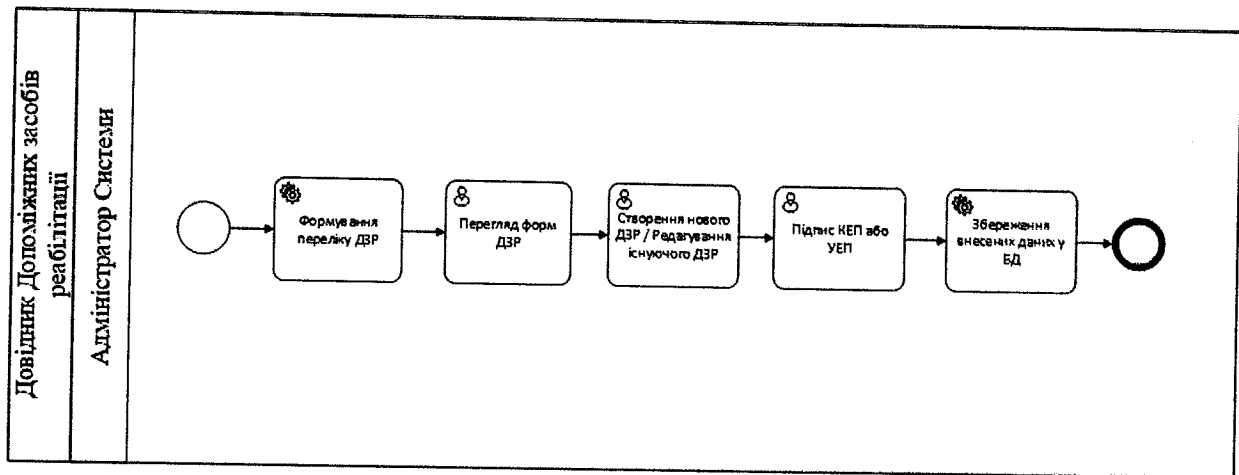 Довідник Допоміжних засобів
реабілітації
Адміністратор Системи
Формування
переліку ДЗР
Перегляд форм
ДЗР
Створення нового
ДЗР / Редагування
існуючого ДЗР
Підпис КЕП або
УЕП
Збереження
внесених даних у
БД